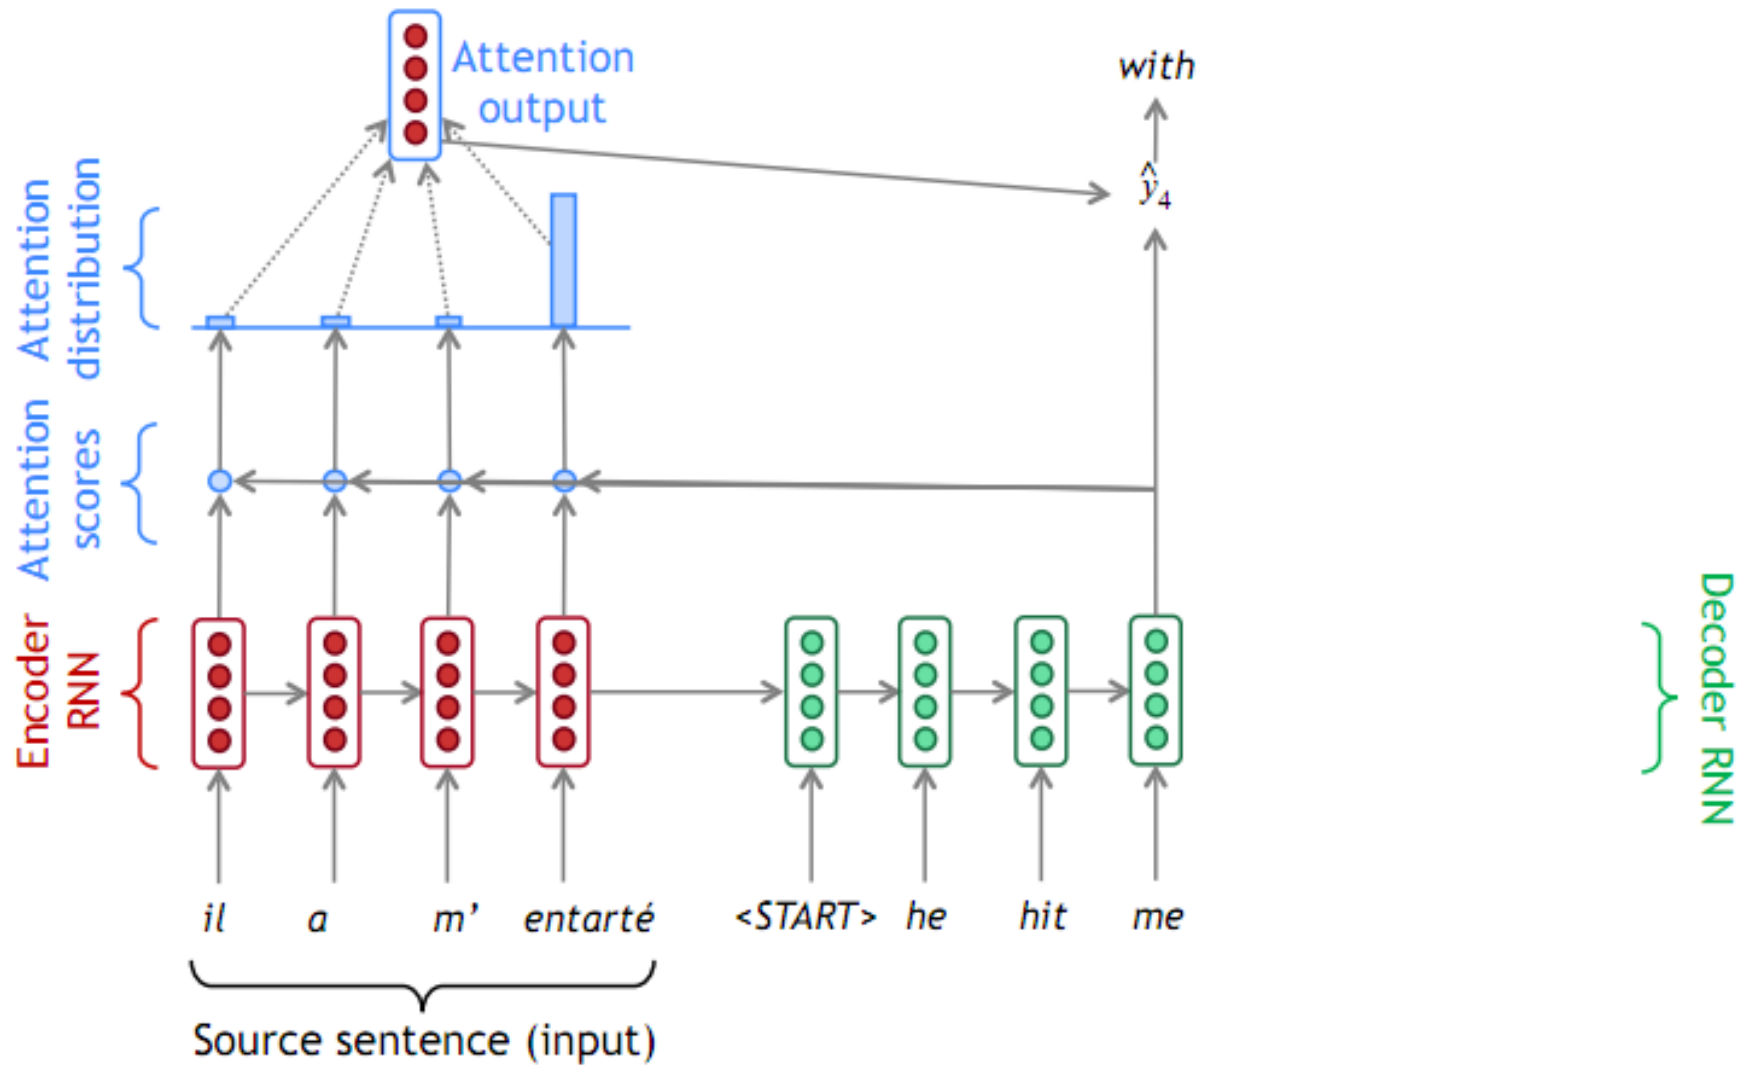 Attention
output
with
ŷ₄
Attention
distribution
Attention
scores
Encoder
RNN
Decoder RNN
il a m’ entarté <START> he hit me
Source sentence (input)